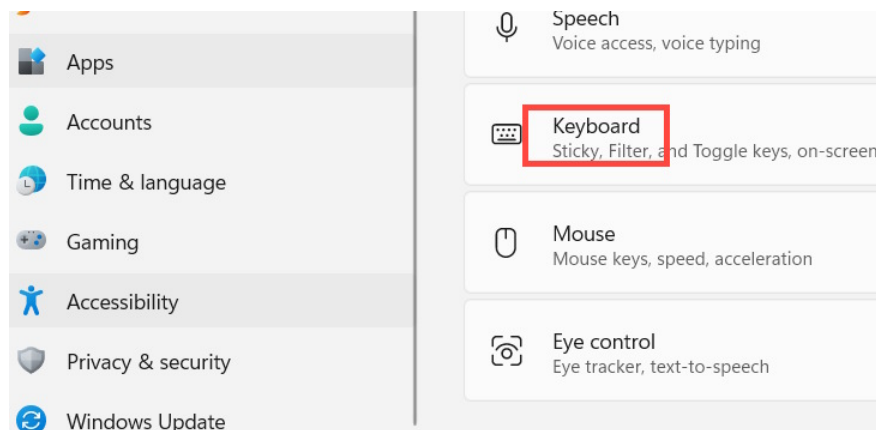 Apps
Accounts
Time & language
Gaming
Accessibility
Privacy & security
Windows Update
Speech
Voice access, voice typing
Keyboard
Sticky, Filter, and Toggle keys, on-screen
Mouse
Mouse keys, speed, acceleration
Eye control
Eye tracker, text-to-speech